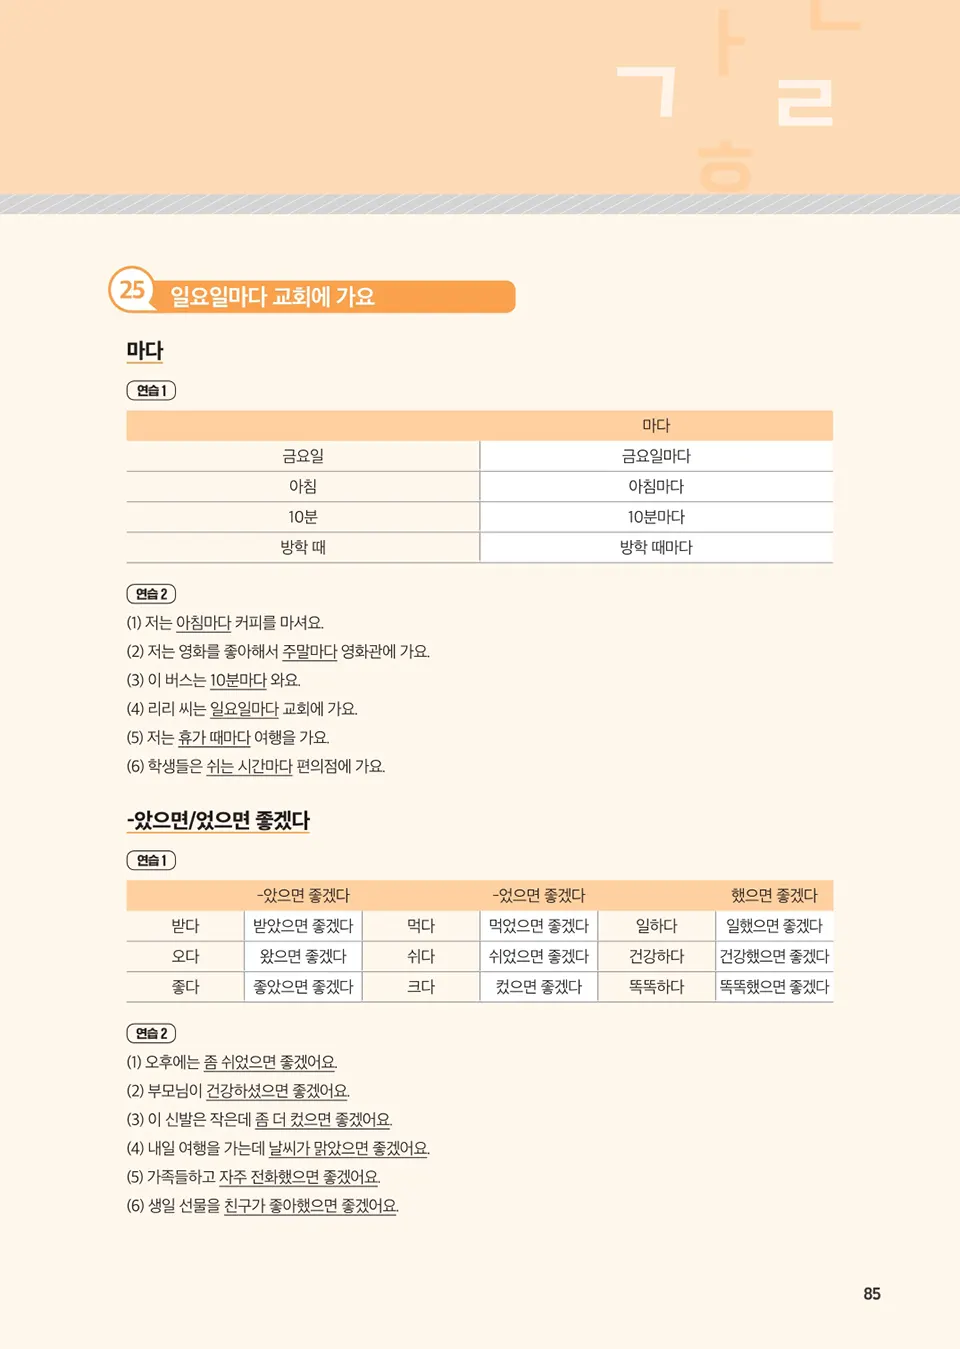 ㄱ ㅏ ㄴ ㄹ ㅎ
25 일요일마다 교회에 가요
마다
연습 1
마다
금요일 금요일마다
아침 아침마다
10분 10분마다
방학 때 방학 때마다
연습 2
(1) 저는 아침마다 커피를 마셔요.
(2) 저는 영화를 좋아해서 주말마다 영화관에 가요.
(3) 이 버스는 10분마다 와요.
(4) 리리 씨는 일요일마다 교회에 가요.
(5) 저는 휴가 때마다 여행을 가요.
(6) 학생들은 쉬는 시간마다 편의점에 가요.
-았으면/었으면 좋겠다
연습 1
-았으면 좋겠다 -었으면 좋겠다 했으면 좋겠다
받다 받았으면 좋겠다 먹다 먹었으면 좋겠다 일하다 일했으면 좋겠다
오다 왔으면 좋겠다 쉬다 쉬었으면 좋겠다 건강하다 건강했으면 좋겠다
좋다 좋았으면 좋겠다 크다 컸으면 좋겠다 똑똑하다 똑똑했으면 좋겠다
연습 2
(1) 오후에는 좀 쉬었으면 좋겠어요.
(2) 부모님이 건강하셨으면 좋겠어요.
(3) 이 신발은 작은데 좀 더 컸으면 좋겠어요.
(4) 내일 여행을 가는데 날씨가 맑았으면 좋겠어요.
(5) 가족들하고 자주 전화했으면 좋겠어요.
(6) 생일 선물을 친구가 좋아했으면 좋겠어요.
85